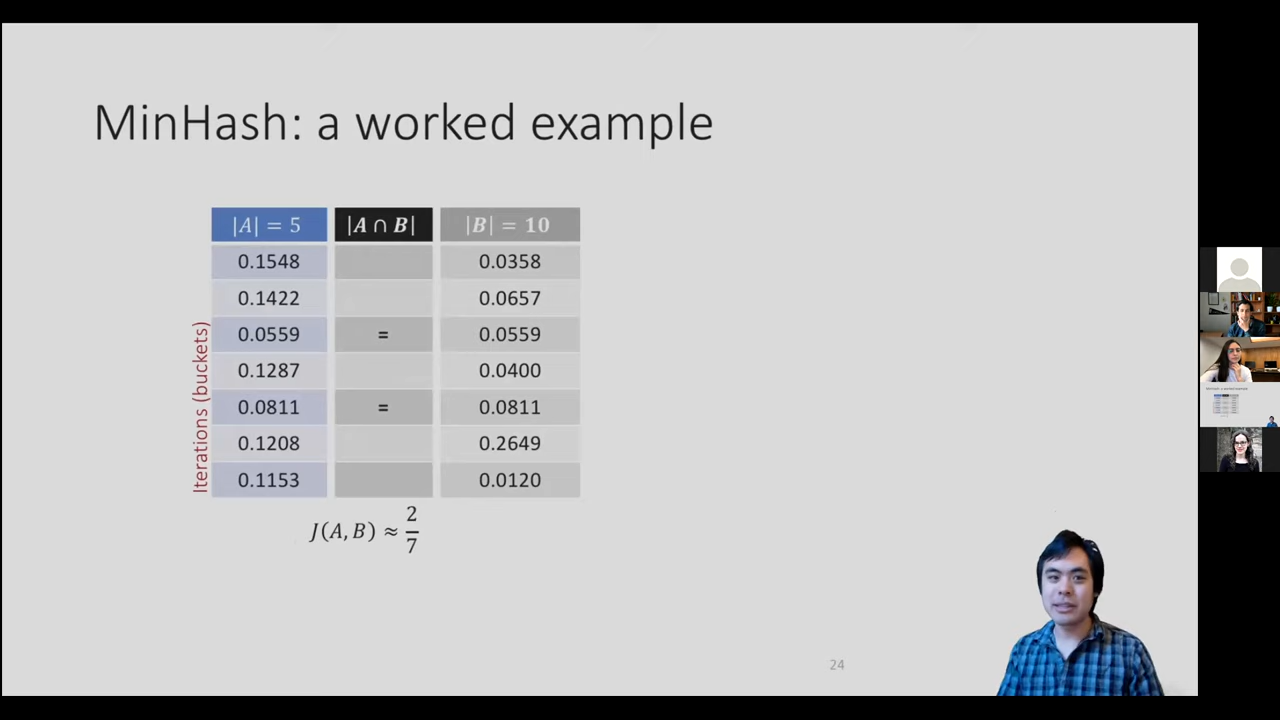 MinHash: a worked example
|A| = 5 |A ∩ B| |B| = 10
0.1548 0.0358
0.1422 0.0657
0.0559 = 0.0559
0.1287 0.0400
0.0811 = 0.0811
0.1208 0.2649
0.1153 0.0120
Iterations (buckets)
J(A, B) ≈ 2/7
24